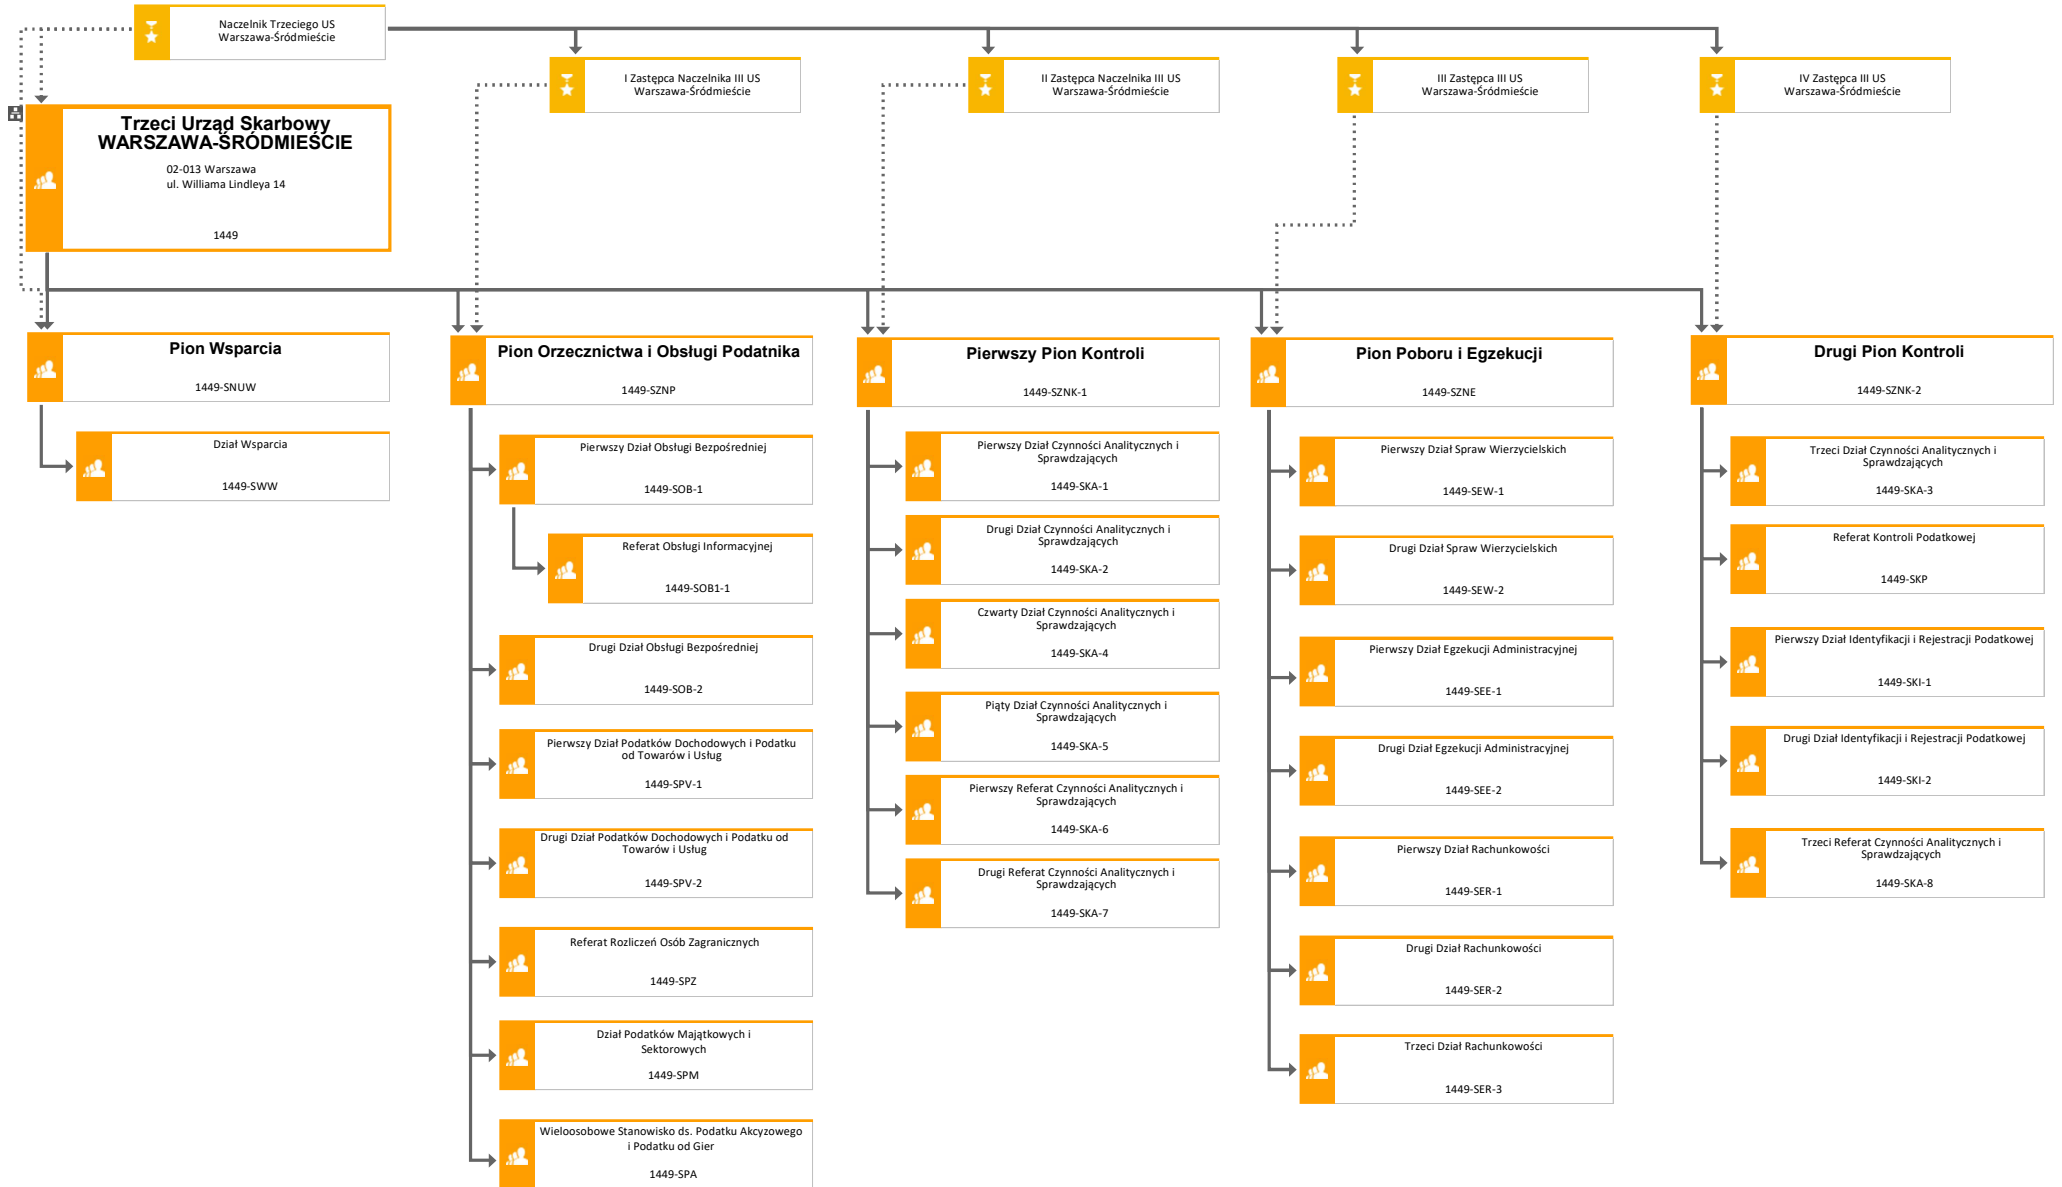 Naczelnik Trzeciego US
Warszawa-Śródmieście
I Zastępca Naczelnika III US
Warszawa-Śródmieście
II Zastępca Naczelnika III US
Warszawa-Śródmieście
III Zastępca III US
Warszawa-Śródmieście
IV Zastępca III US
Warszawa-Śródmieście
Trzeci Urząd Skarbowy
WARSZAWA-ŚRÓDMIEŚCIE
02-013 Warszawa
ul. Williama Lindleya 14
1449
Pion Wsparcia
1449-SNUW
Dział Wsparcia
1449-SWW
Pion Orzecznictwa i Obsługi Podatnika
1449-SZNP
Pierwszy Dział Obsługi Bezpośredniej
1449-SOB-1
Referat Obsługi Informacyjnej
1449-SOB1-1
Drugi Dział Obsługi Bezpośredniej
1449-SOB-2
Pierwszy Dział Podatków Dochodowych i Podatku
od Towarów i Usług
1449-SPV-1
Drugi Dział Podatków Dochodowych i Podatku od
Towarów i Usług
1449-SPV-2
Referat Rozliczeń Osób Zagranicznych
1449-SPZ
Dział Podatków Majątkowych i
Sektorowych
1449-SPM
Wieloosobowe Stanowisko ds. Podatku Akcyzowego
i Podatku od Gier
1449-SPA
Pierwszy Pion Kontroli
1449-SZNK-1
Pierwszy Dział Czynności Analitycznych i
Sprawdzających
1449-SKA-1
Drugi Dział Czynności Analitycznych i
Sprawdzających
1449-SKA-2
Czwarty Dział Czynności Analitycznych i
Sprawdzających
1449-SKA-4
Piąty Dział Czynności Analitycznych i
Sprawdzających
1449-SKA-5
Pierwszy Referat Czynności Analitycznych i
Sprawdzających
1449-SKA-6
Drugi Referat Czynności Analitycznych i
Sprawdzających
1449-SKA-7
Pion Poboru i Egzekucji
1449-SZNE
Pierwszy Dział Spraw Wierzycielskich
1449-SEW-1
Drugi Dział Spraw Wierzycielskich
1449-SEW-2
Pierwszy Dział Egzekucji Administracyjnej
1449-SEE-1
Drugi Dział Egzekucji Administracyjnej
1449-SEE-2
Pierwszy Dział Rachunkowości
1449-SER-1
Drugi Dział Rachunkowości
1449-SER-2
Trzeci Dział Rachunkowości
1449-SER-3
Drugi Pion Kontroli
1449-SZNK-2
Trzeci Dział Czynności Analitycznych i
Sprawdzających
1449-SKA-3
Referat Kontroli Podatkowej
1449-SKP
Pierwszy Dział Identyfikacji i Rejestracji Podatkowej
1449-SKI-1
Drugi Dział Identyfikacji i Rejestracji Podatkowej
1449-SKI-2
Trzeci Referat Czynności Analitycznych i
Sprawdzających
1449-SKA-8